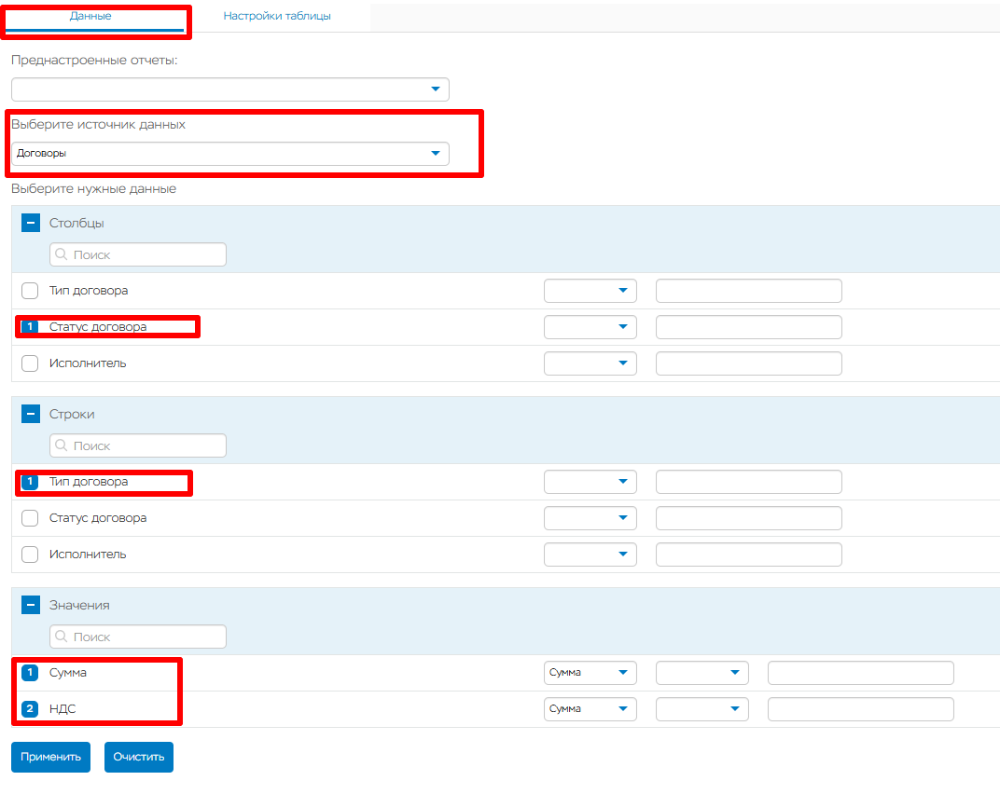 Данные Настройки таблицы
Преднастроенные отчеты:
Выберите источник данных
Договоры
Выберите нужные данные
Столбцы
Поиск
Тип договора
1 Статус договора
Исполнитель
Строки
Поиск
1 Тип договора
Статус договора
Исполнитель
Значения
Поиск
1 Сумма Сумма
2 НДС Сумма
Применить Очистить